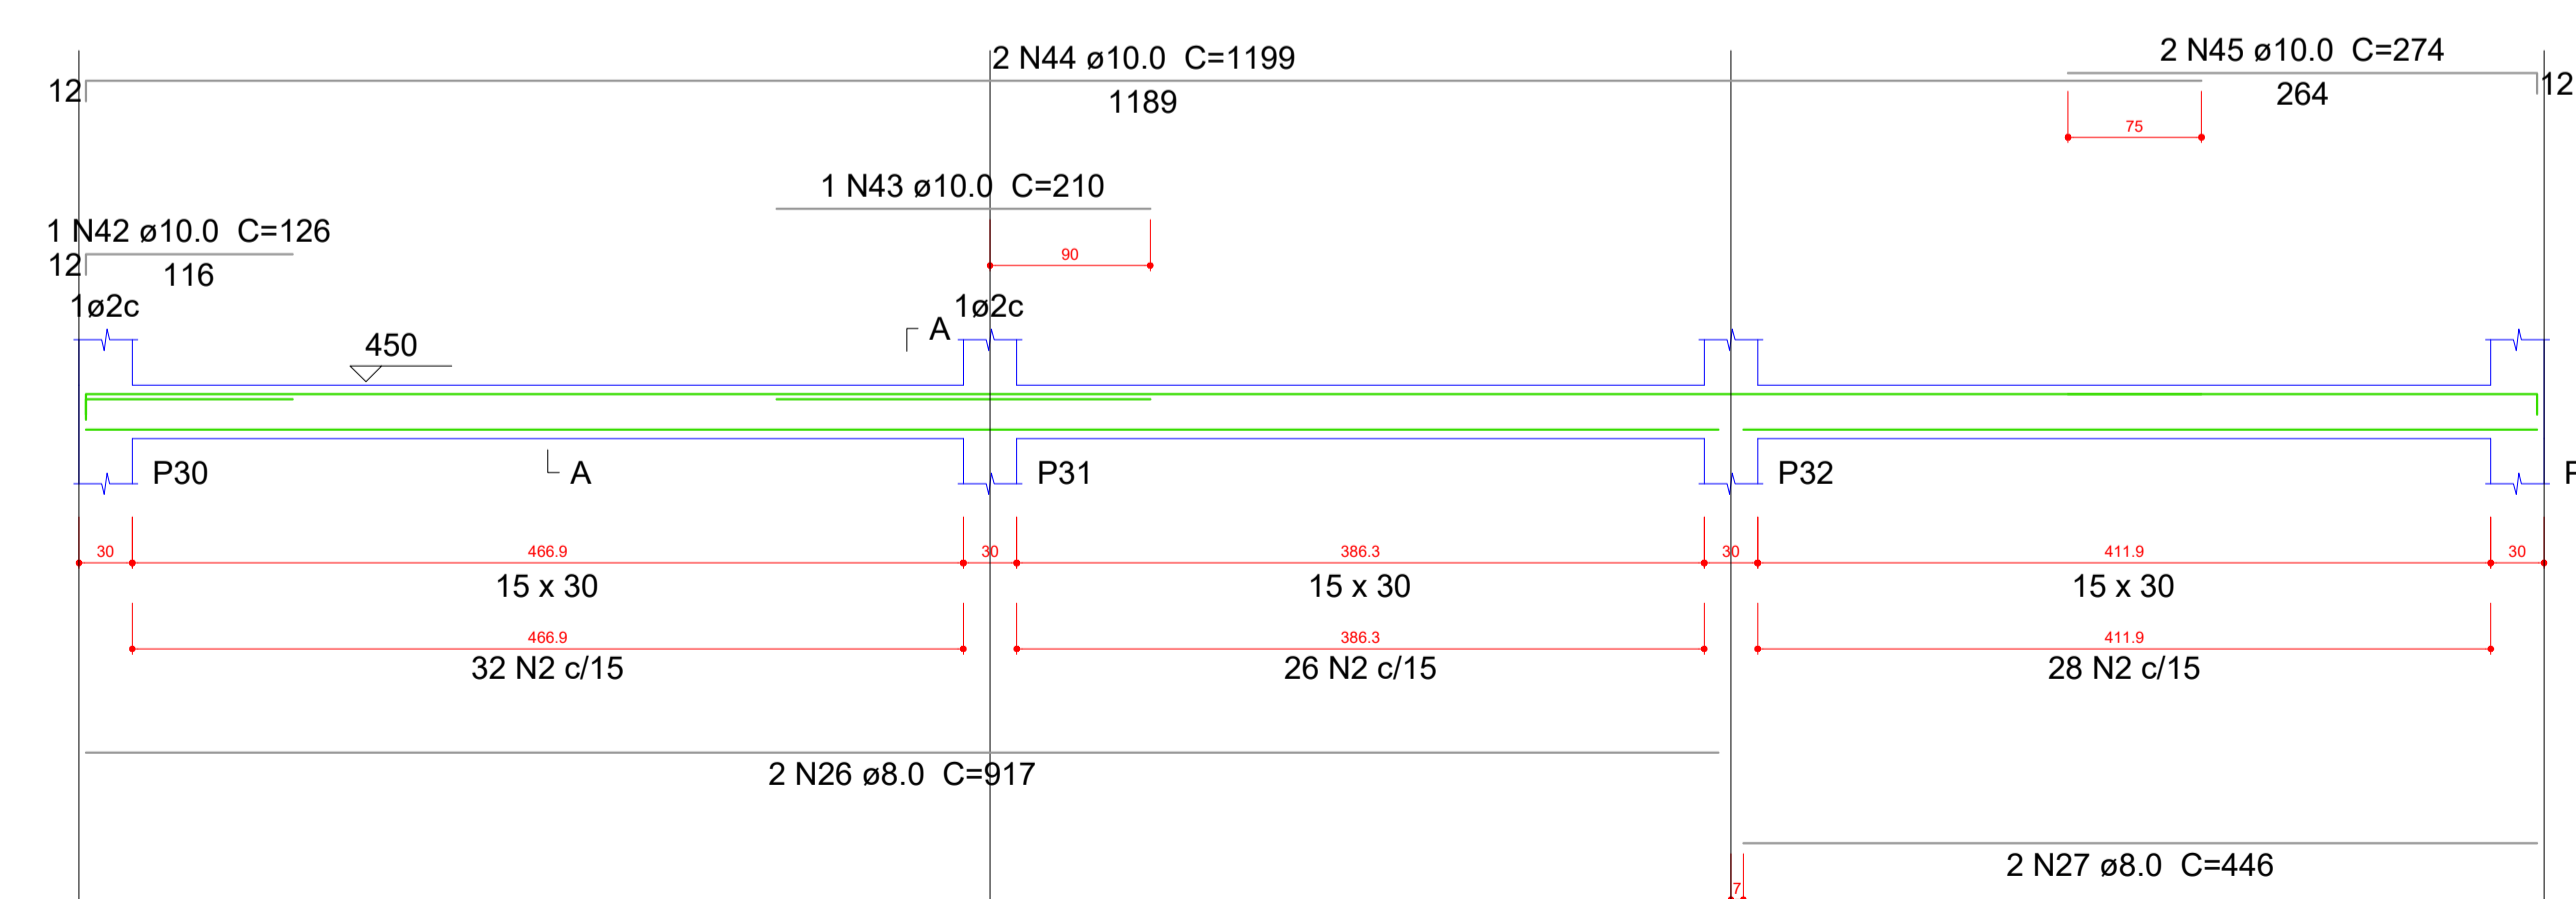 2 N44 ø10.0 C=1199
2 N45 ø10.0 C=274
12
1189
264
12
75
1 N43 ø10.0 C=210
1 N42 ø10.0 C=126
90
12
116
1ø2c
1ø2c
450
A
P30
A
P31
P32
P
30
466.9
30
386.3
30
411.9
30
15 x 30
15 x 30
15 x 30
466.9
386.3
411.9
32 N2 c/15
26 N2 c/15
28 N2 c/15
2 N26 ø8.0 C=917
2 N27 ø8.0 C=446
7